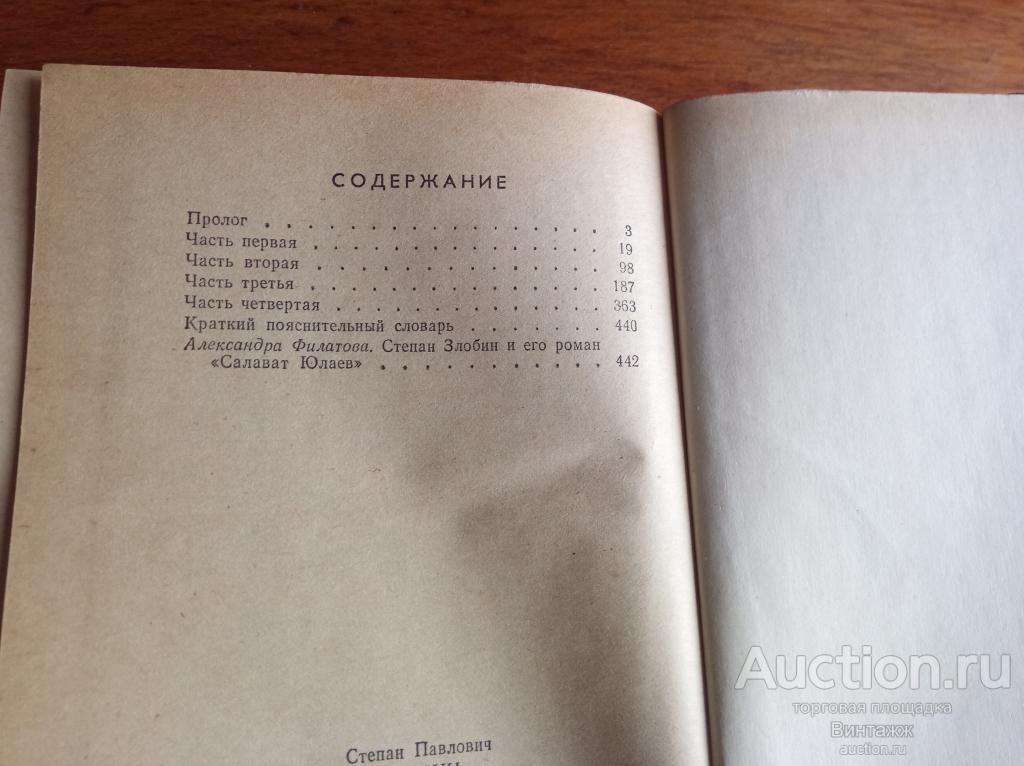 СОДЕРЖАНИЕ
Пролог . . . . . . . . . . . . . . . 3
Часть первая . . . . . . . . . . . . 19
Часть вторая . . . . . . . . . . . . 98
Часть третья . . . . . . . . . . . . 187
Часть четвертая . . . . . . . . . . . 363
Краткий пояснительный словарь . . . . . . . 440
Александра Филатова. Степан Злобин и его роман
«Салават Юлаев» . . . . . . . . . . 442
Степан Павлович
Auction.ru
торговая площадка
Винтажж
auction.ru